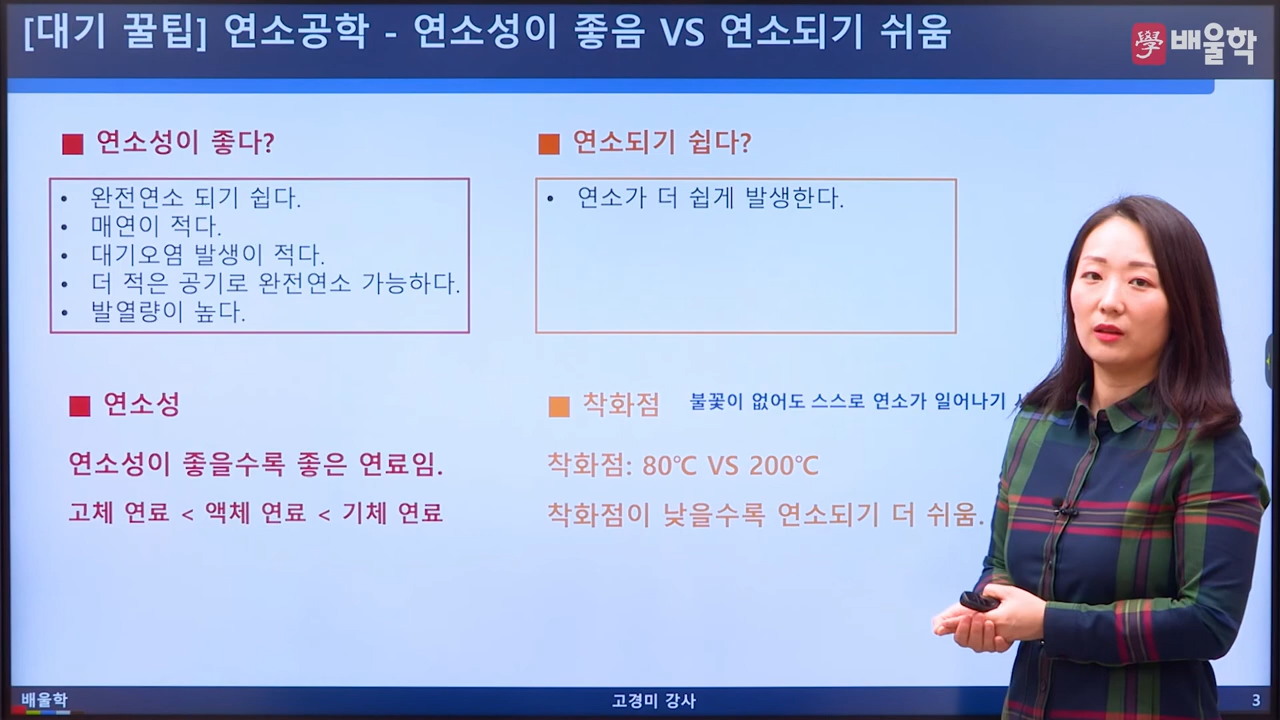 [대기 꿀팁] 연소공학 - 연소성이 좋음 VS 연소되기 쉬움
學 배울학
■ 연소성이 좋다?
• 완전연소 되기 쉽다.
• 매연이 적다.
• 대기오염 발생이 적다.
• 더 적은 공기로 완전연소 가능하다.
• 발열량이 높다.
■ 연소되기 쉽다?
• 연소가 더 쉽게 발생한다.
■ 연소성
연소성이 좋을수록 좋은 연료임.
고체 연료 < 액체 연료 < 기체 연료
■ 착화점 불꽃이 없어도 스스로 연소가 일어나기
착화점: 80℃ VS 200℃
착화점이 낮을수록 연소되기 더 쉬움.
배울학
고경미 강사
3